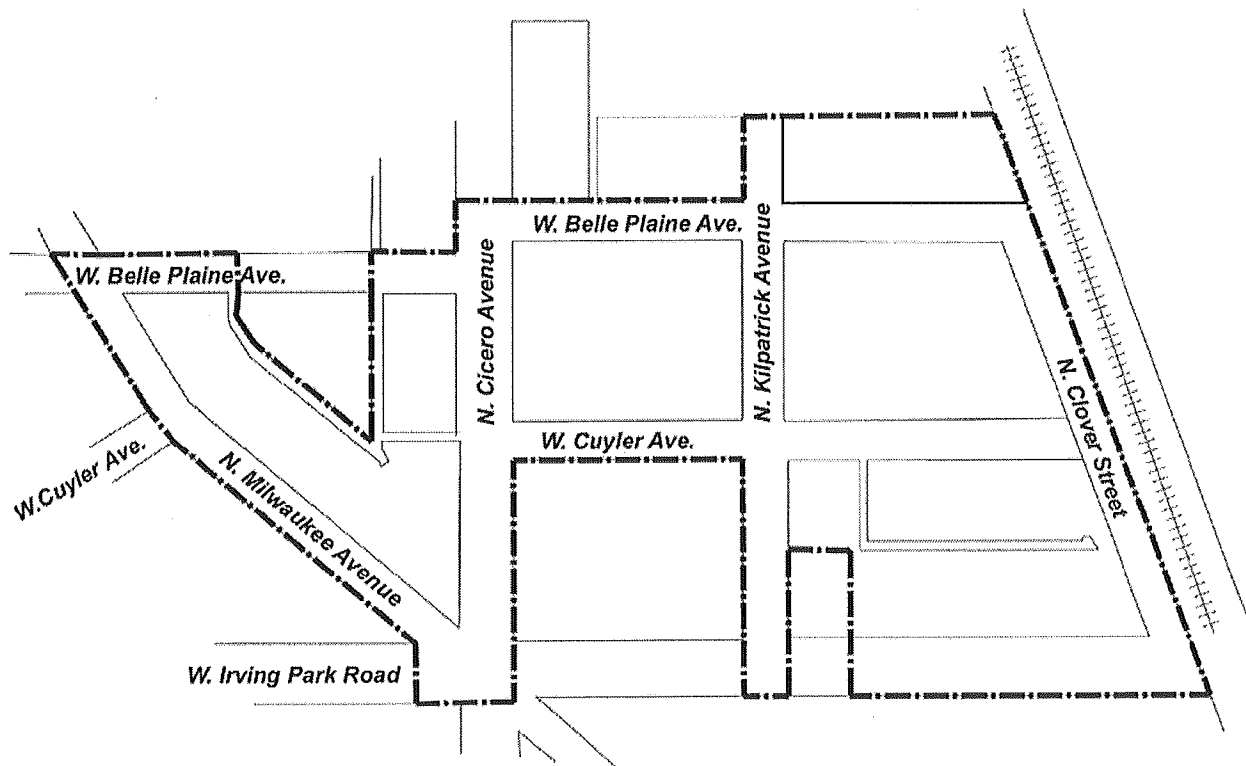 W. Belle Plaine Ave.
W. Belle Plaine Ave.
N. Cicero Avenue
N. Kilpatrick Avenue
N. Clover Street
W. Cuyler Ave.
W.Cuyler Ave.
N. Milwaukee Avenue
W. Irving Park Road